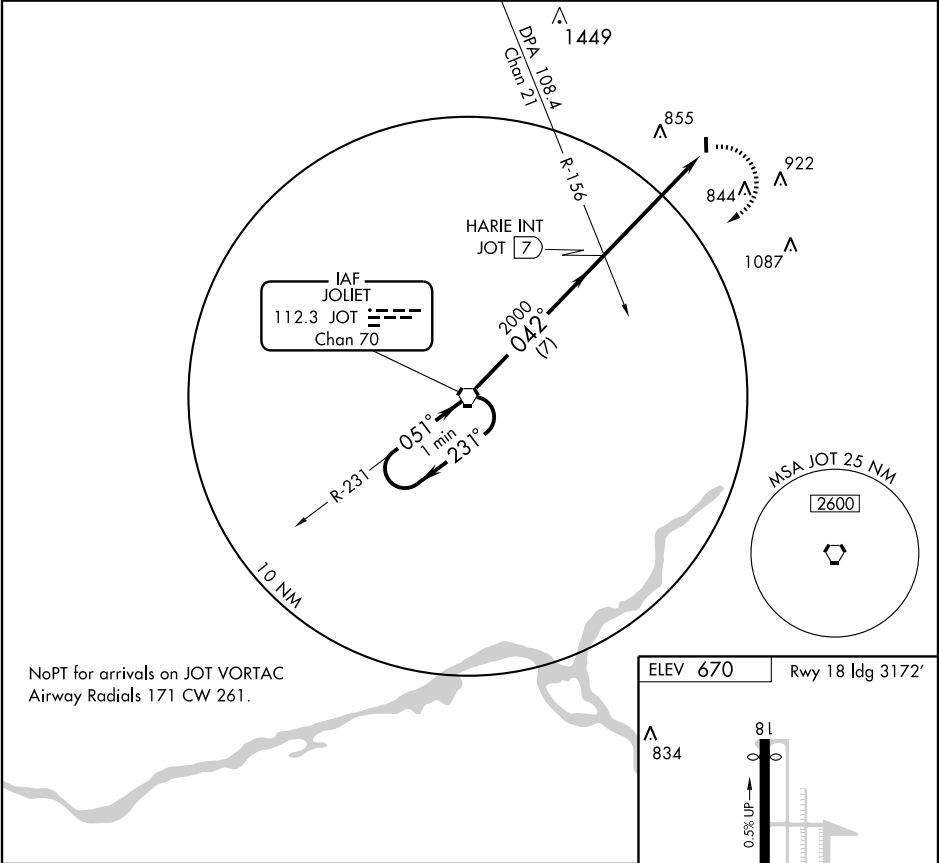 1449
DPA 108.4
Chan 21
855
922
844
R-156
HARIE INT
JOT 7
1087
IAF
JOLIET
112.3 JOT
Chan 70
2000
042°
(7)
051°
1 min
231°
R-231
MSA JOT 25 NM
2600
10 NM
NoPT for arrivals on JOT VORTAC
Airway Radials 171 CW 261.
ELEV 670
Rwy 18 ldg 3172'
834
18
0.5% UP